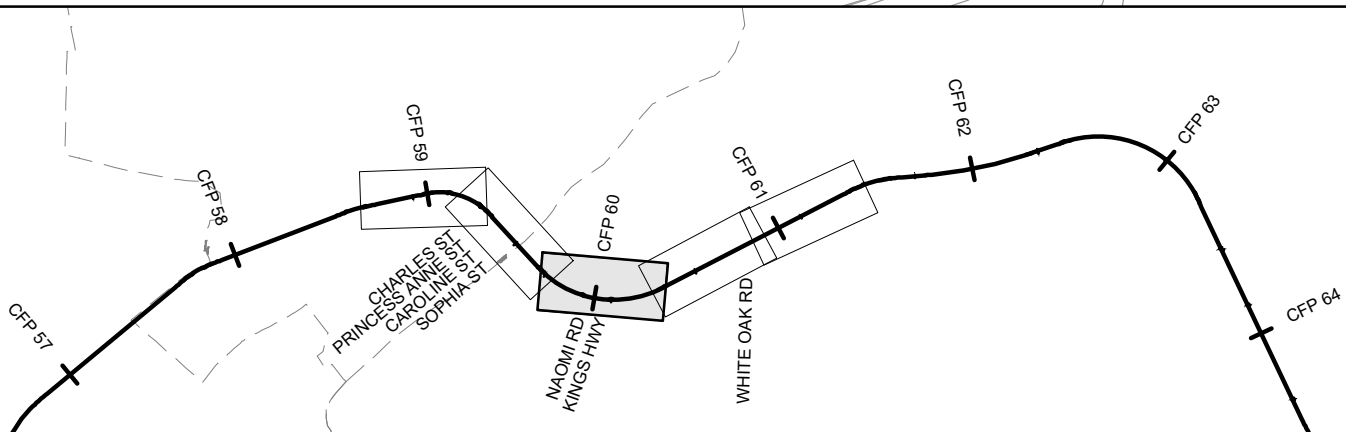 CFP 57
CFP 58
CFP 59
CHARLES ST
PRINCESS ANNE ST
CAROLINE ST
SOPHIA ST
CFP 60
NAOMI RD
KINGS HWY
CFP 61
WHITE OAK RD
CFP 62
CFP 63
CFP 64